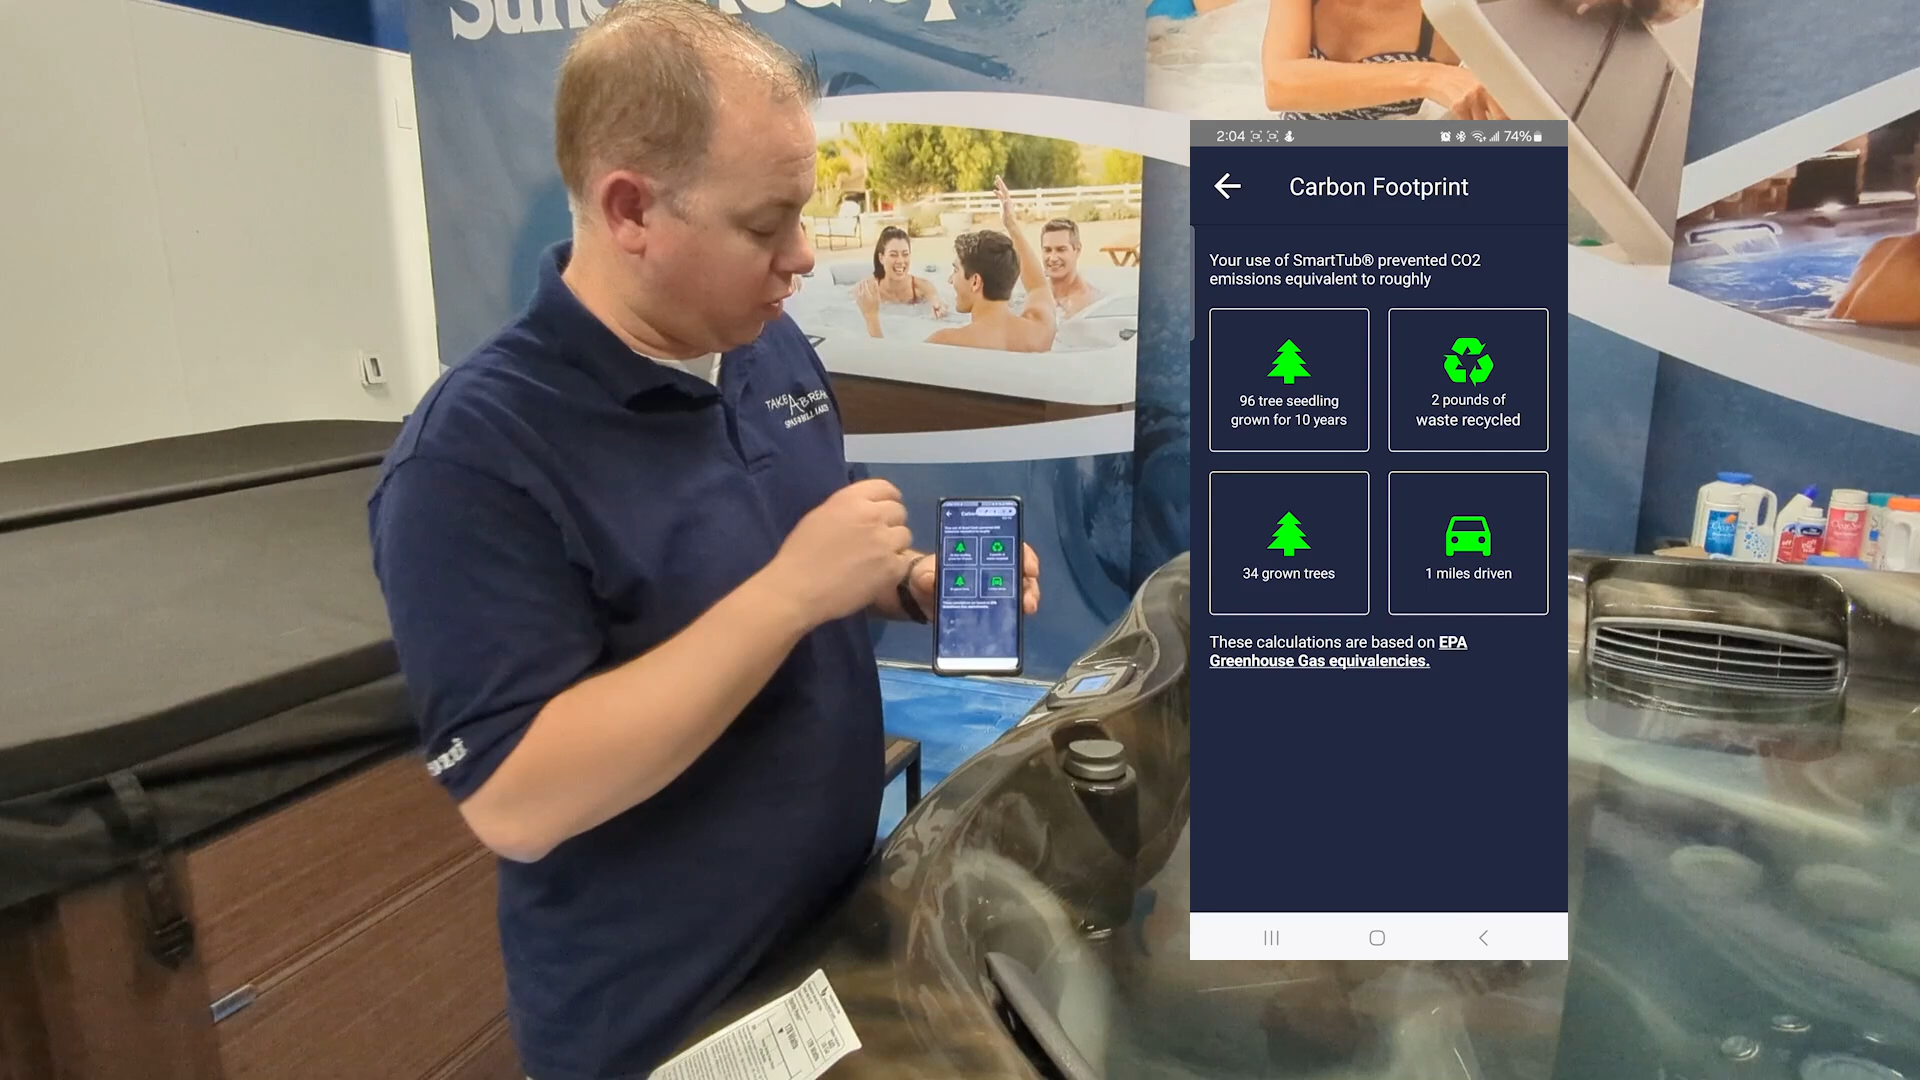 2:04
74%
Carbon Footprint
Your use of SmartTub® prevented CO2
emissions equivalent to roughly
96 tree seedling
grown for 10 years
2 pounds of
waste recycled
34 grown trees
1 miles driven
These calculations are based on EPA
Greenhouse Gas equivalencies.
TAKE A BREAK